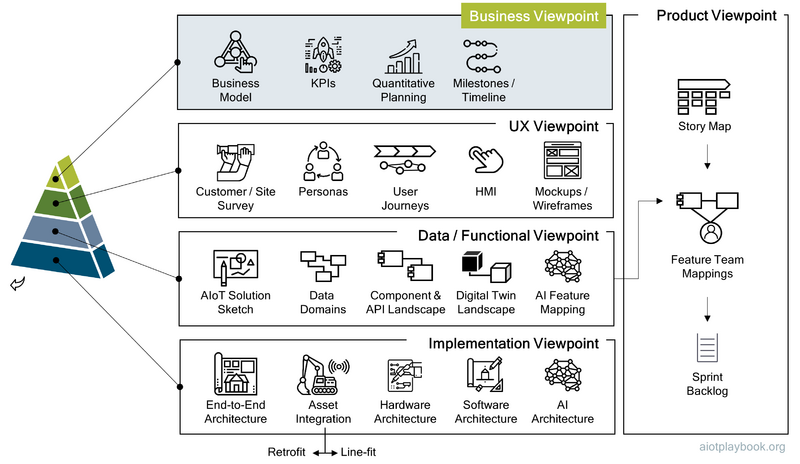 Business Viewpoint
Business
Model
KPIs
Quantitative
Planning
Milestones /
Timeline
UX Viewpoint
Customer / Site
Survey
Personas
User
Journeys
HMI
Mockups /
Wireframes
Data / Functional Viewpoint
AIoT Solution
Sketch
Data
Domains
Component &
API Landscape
Digital Twin
Landscape
AI Feature
Mapping
Implementation Viewpoint
End-to-End
Architecture
Asset
Integration
Hardware
Architecture
Software
Architecture
AI
Architecture
Retrofit
Line-fit
Product Viewpoint
Story Map
Feature Team
Mappings
Sprint
Backlog
aiotplaybook.org